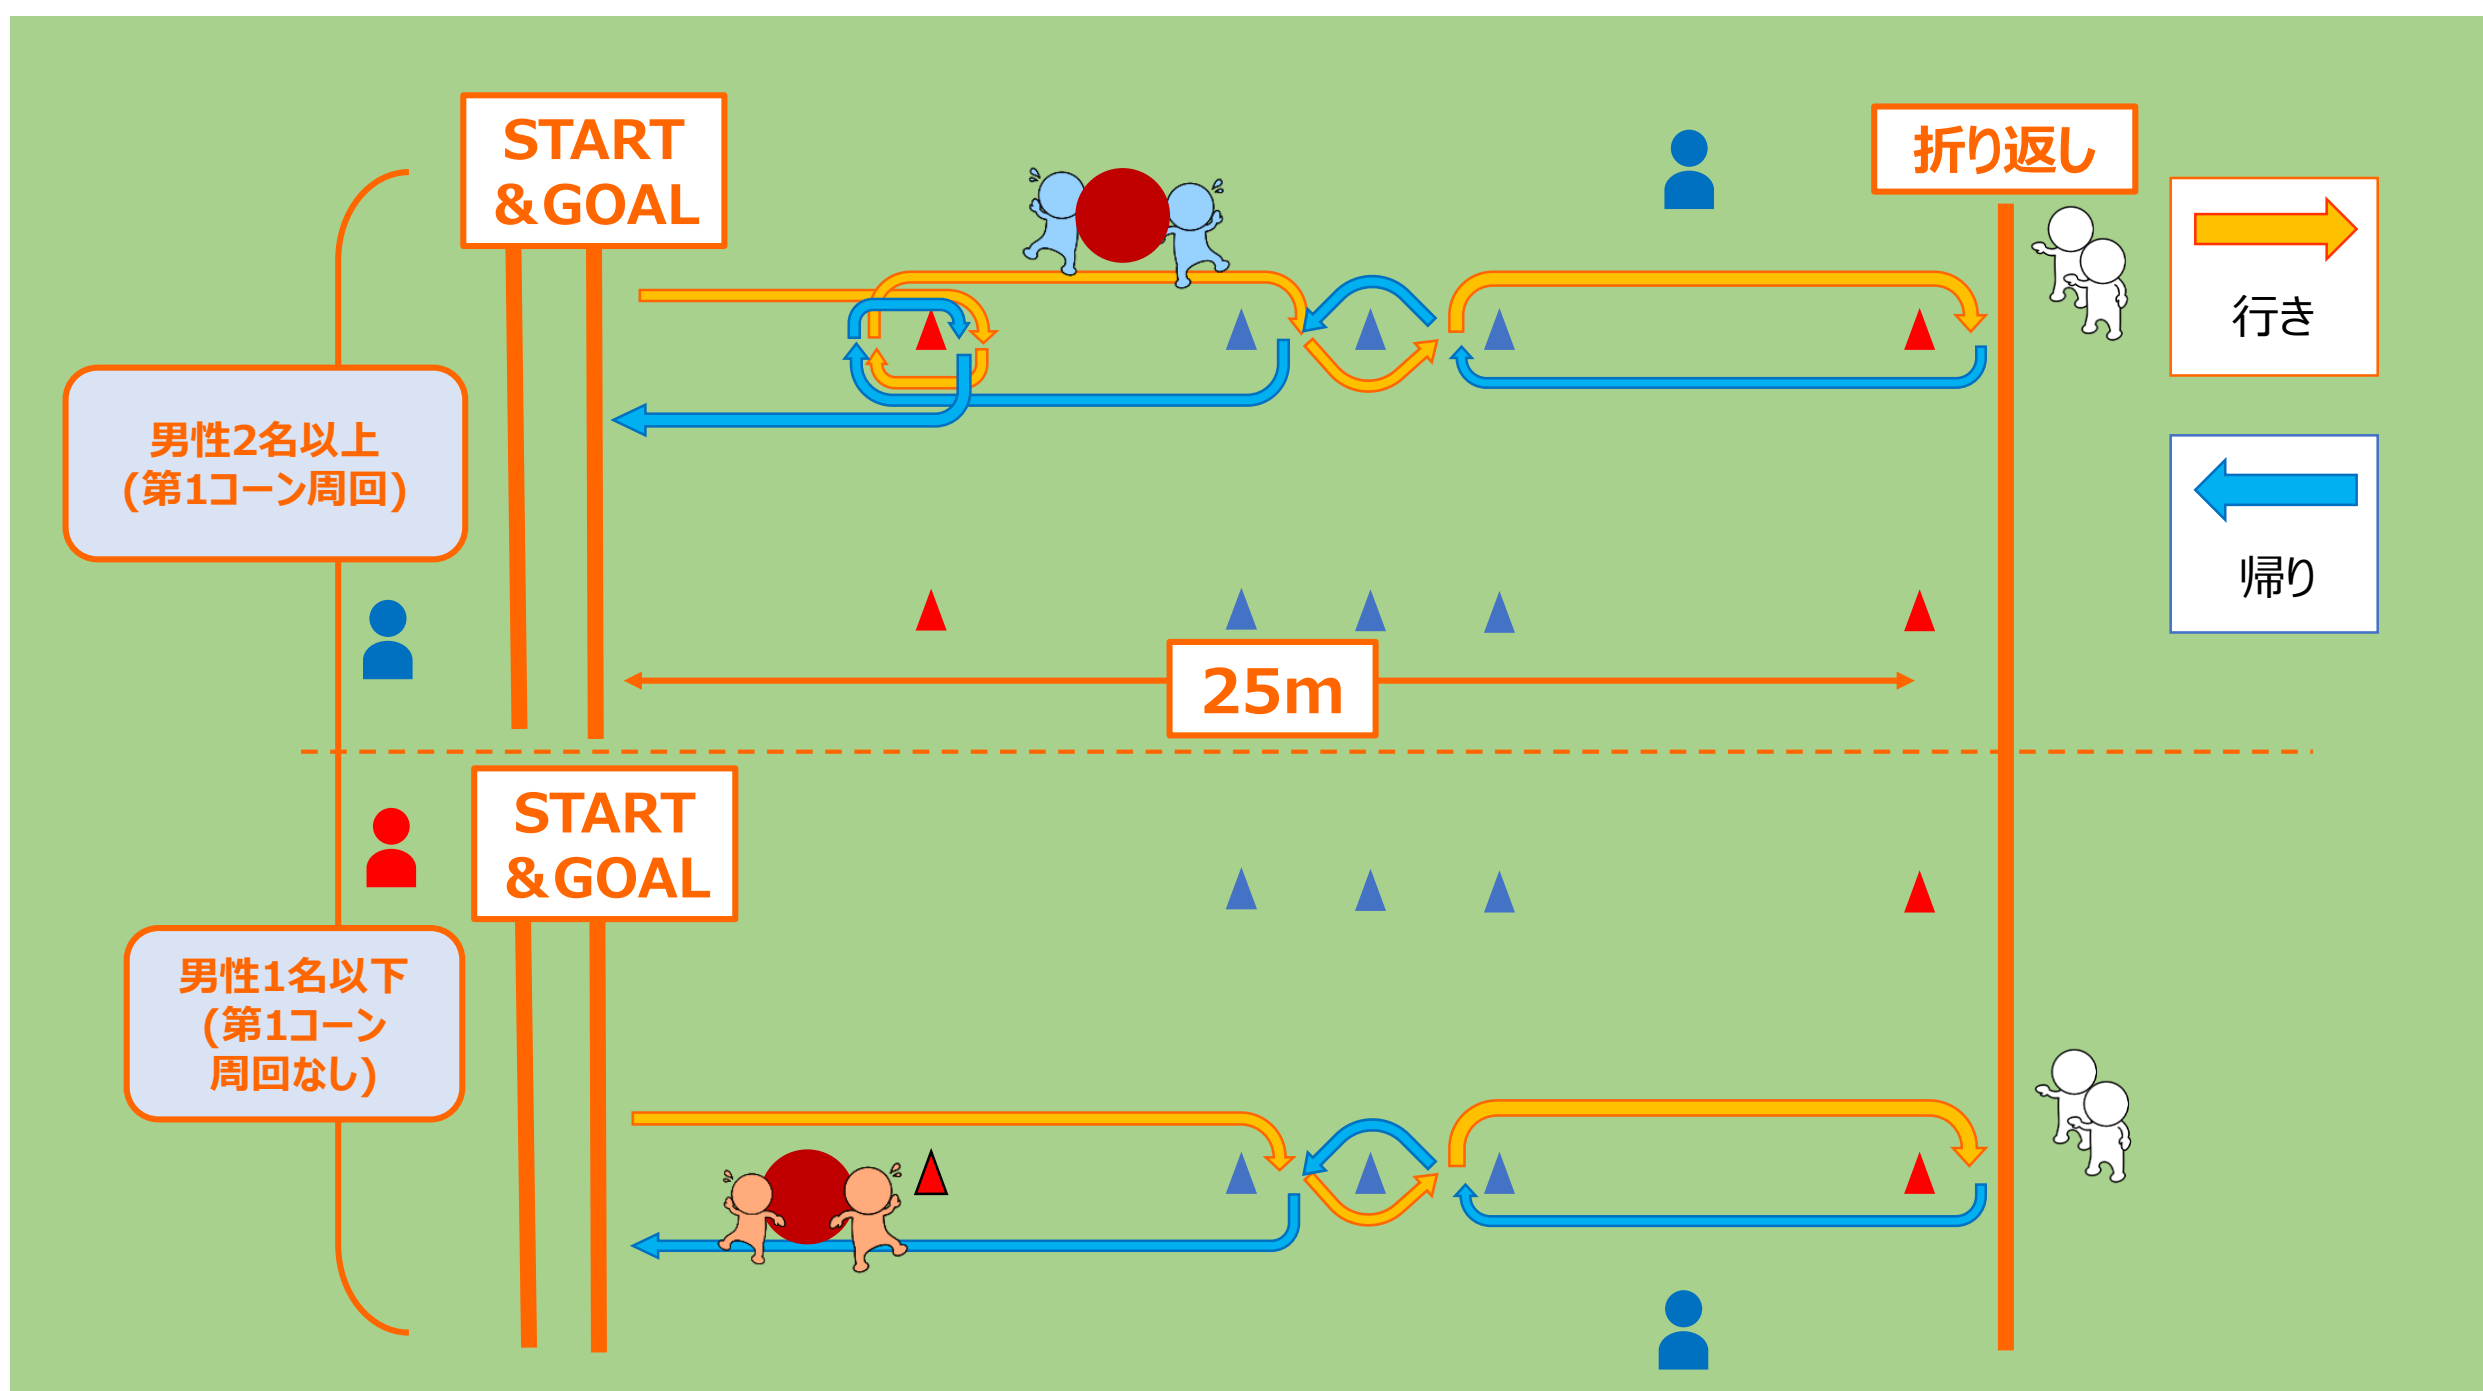 START
&GOAL
折り返し
行き
男性2名以上
(第1コーン周回)
帰り
25m
START
&GOAL
男性1名以下
(第1コーン
周回なし)